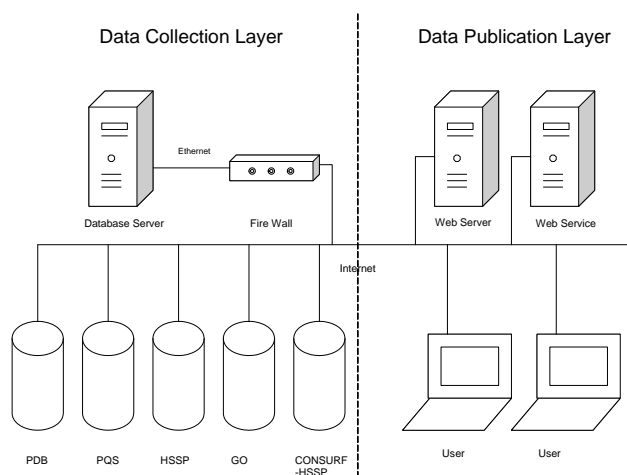 Data Collection Layer
Data Publication Layer
Ethernet
Database Server
Fire Wall
Web Server
Web Service
Internet
PDB
PQS
HSSP
GO
CONSURF
-HSSP
User
User